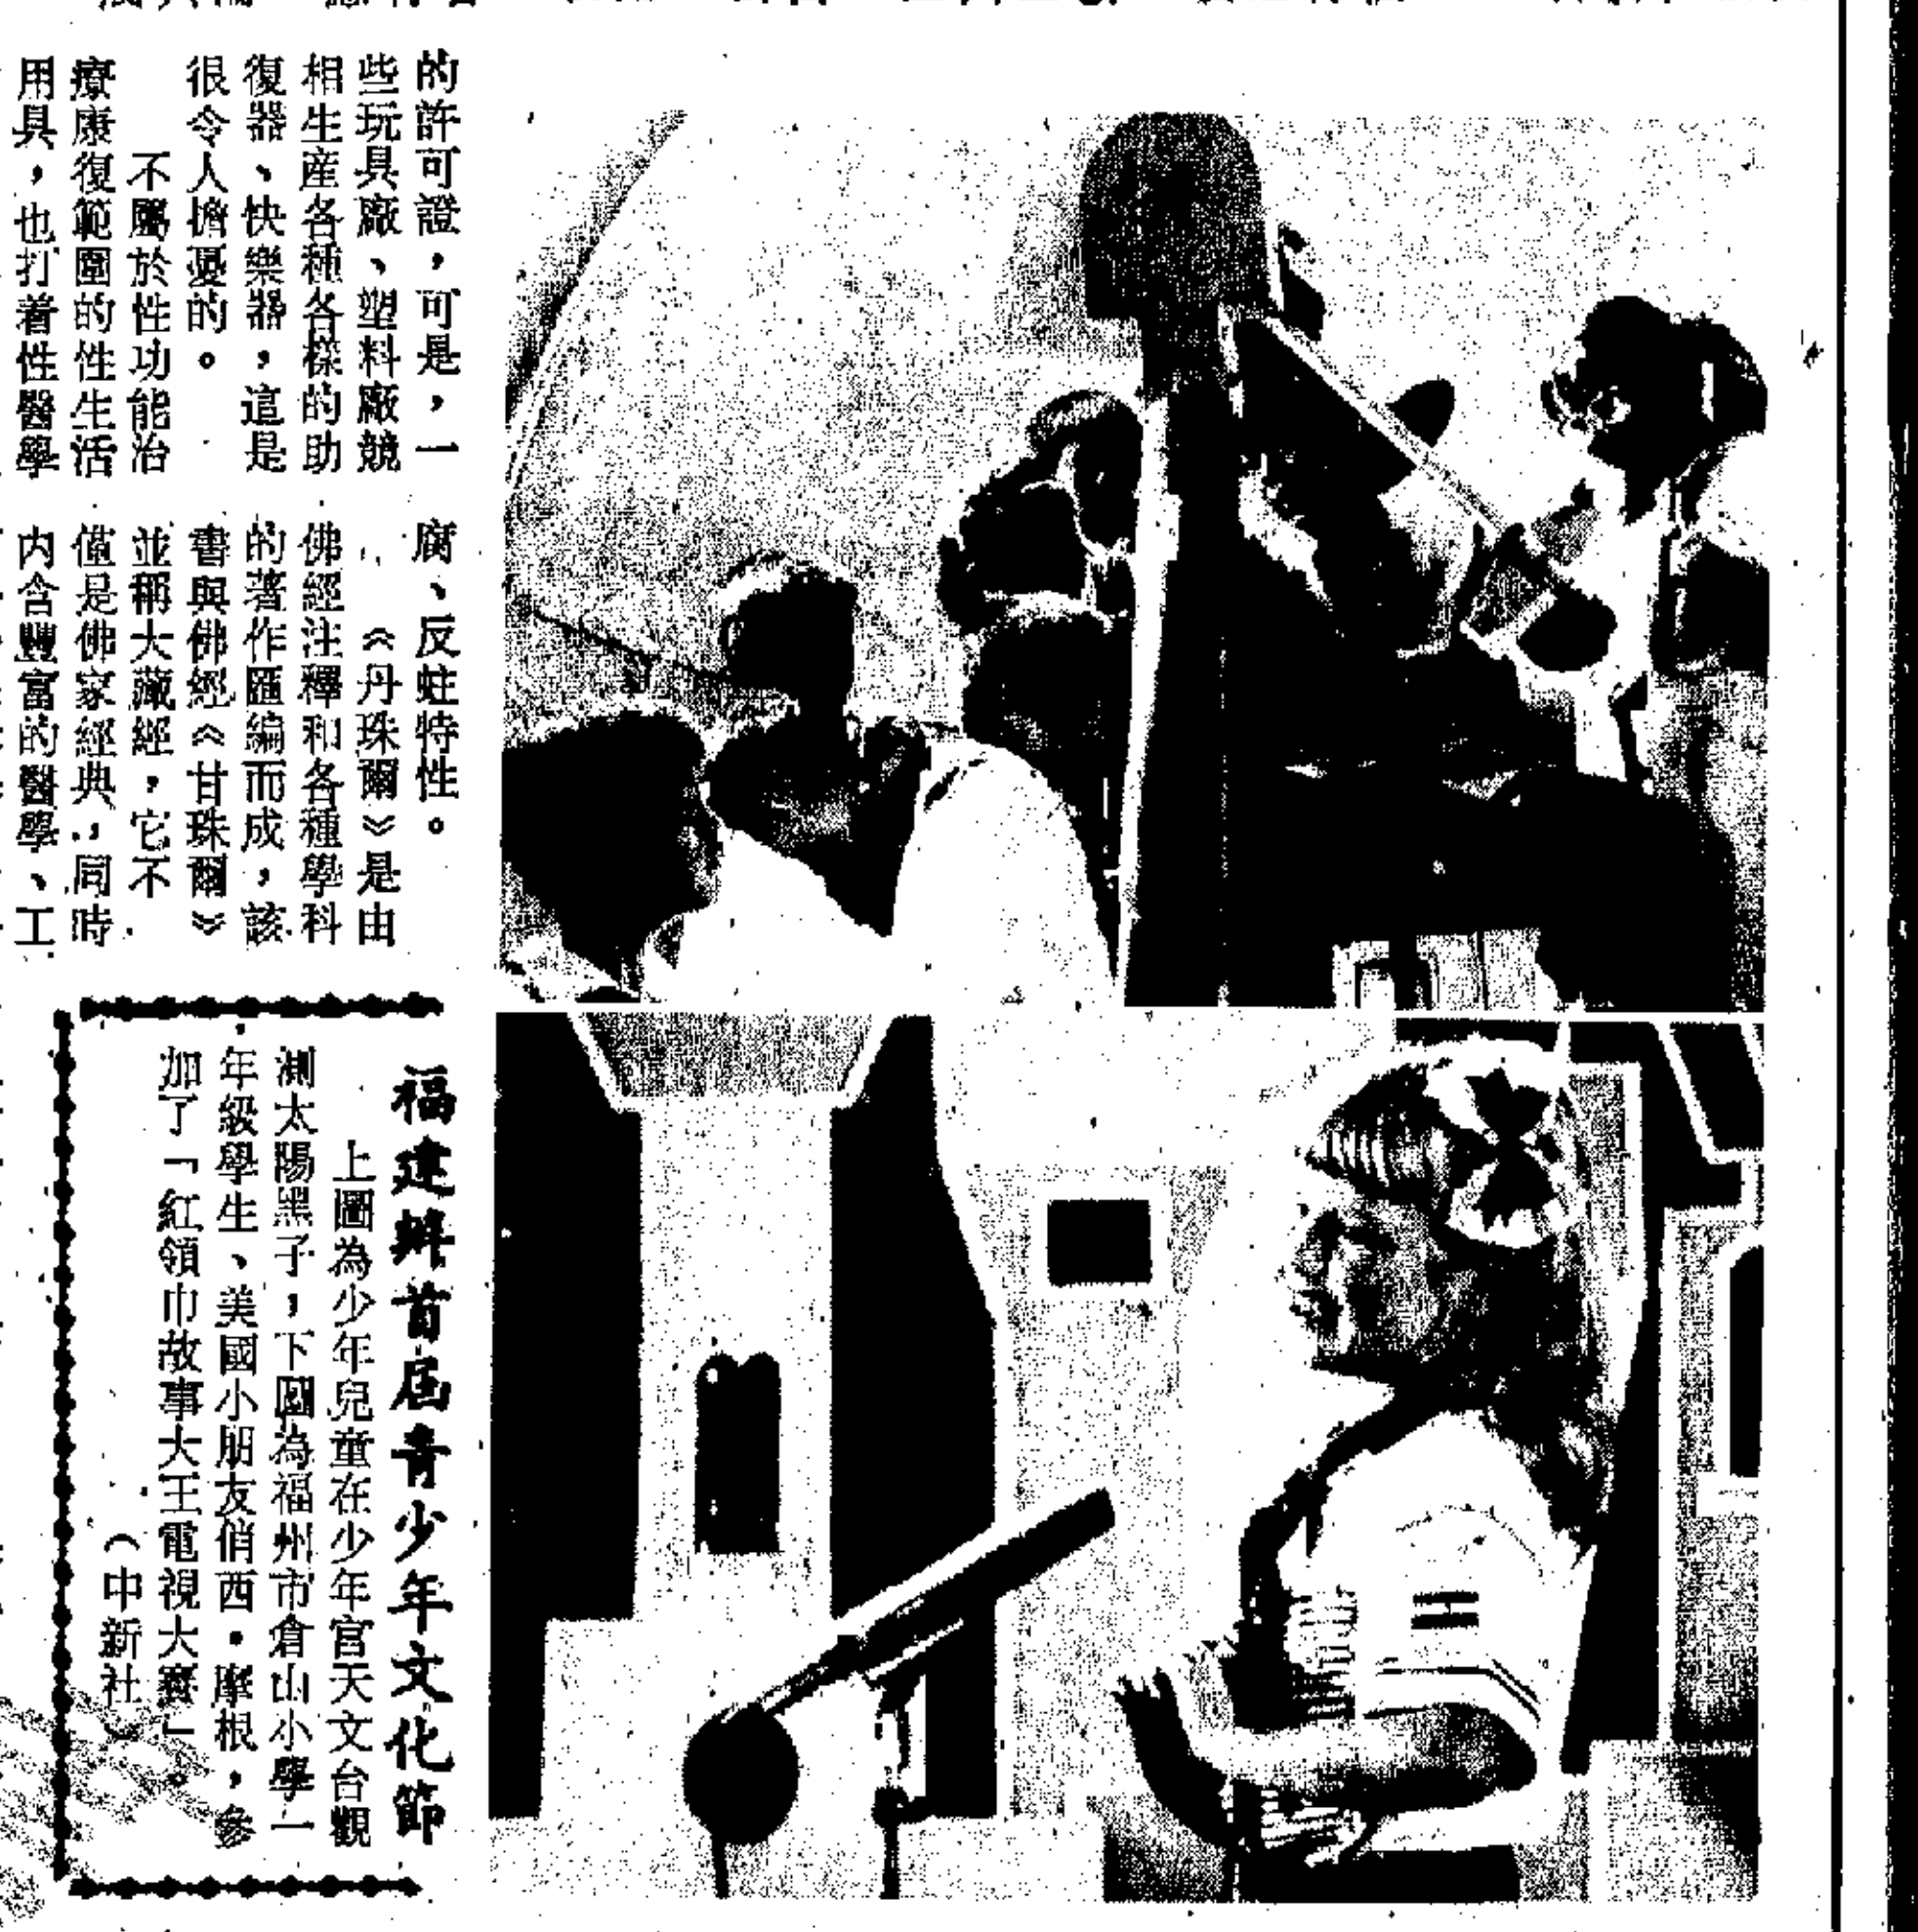 的許可證，可是，一
些玩具廠、塑料廠競
相生産各種各樣的助
復器、快樂器，這是
很令人擔憂的。
不屬於性功能治
療康復範圍的性生活
用具，也打着性醫學
腐、反蛀特性。
《丹珠爾》是由
佛經注釋和各種學科
的著作匯編而成，該
書與佛經《甘珠爾》
並稱大藏經，它不
僅是佛家經典，同時
内含豐富的醫學、工
福建辦首届青少年文化節
上圖為少年兒童在少年宫天文台觀
測太陽黑子，下圖為福州市倉山小學一
年級學生、美國小朋友俏西·摩根，參
加了「紅領巾故事大王電視大賽」。
（中新社）